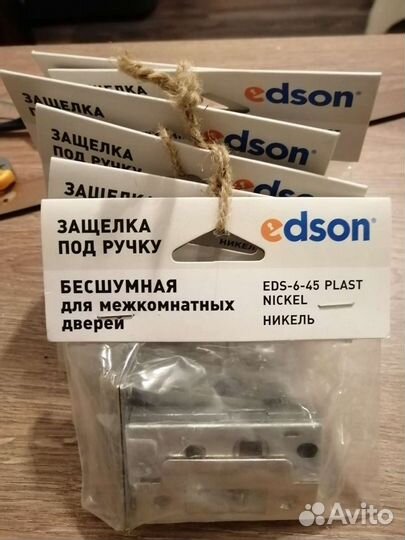 edson
ЗАЩЕЛКА
edson
ЗАЩЕЛКА
ПОД РУЧКУ
edson
ЗАЩЕЛКА
ЗАЩЕЛКА
ПОД РУЧКУ
НИКЕЛЬ
edson
БЕСШУМНАЯ
для межкомнатных
дверей
EDS-6-45 PLAST
NICKEL
НИКЕЛЬ
Avito